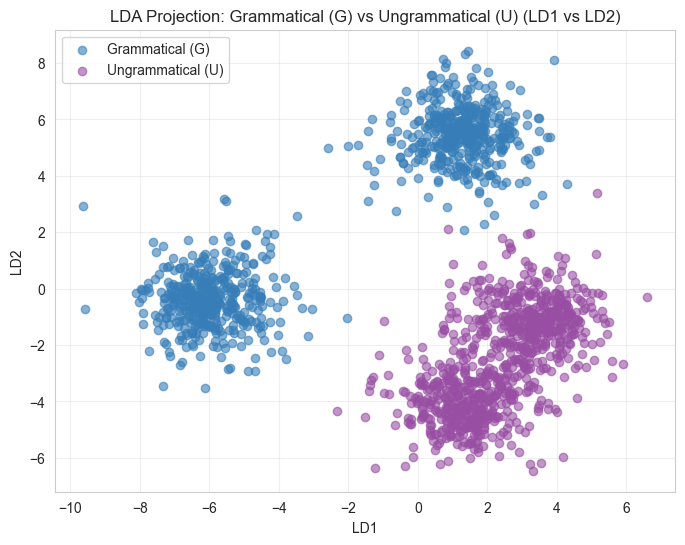 LDA Projection: Grammatical (G) vs Ungrammatical (U) (LD1 vs LD2)
Grammatical (G)
Ungrammatical (U)
8
6
4
2
0
−2
−4
−6
LD2
−10 −8 −6 −4 −2 0 2 4 6
LD1